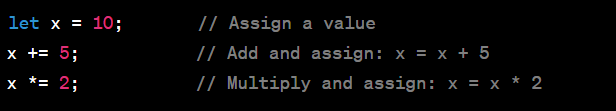 let x = 10;        // Assign a value
x += 5;            // Add and assign: x = x + 5
x *= 2;            // Multiply and assign: x = x * 2